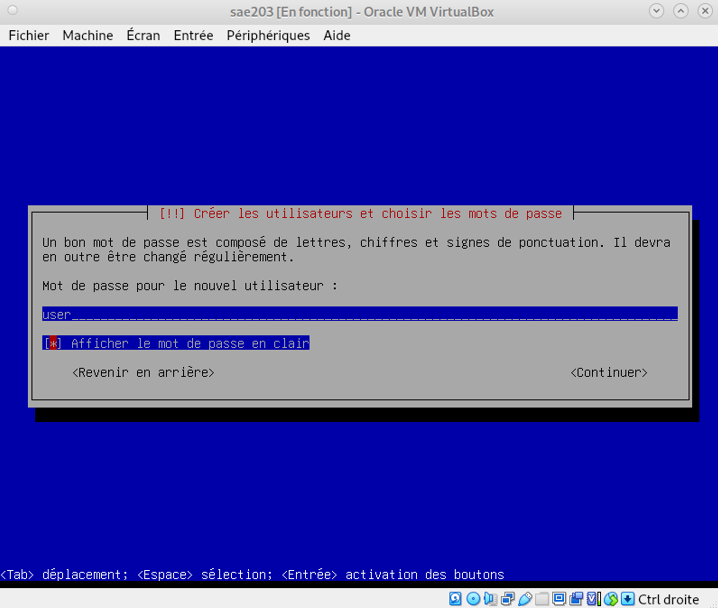 sae203 [En fonction] - Oracle VM VirtualBox
Fichier Machine Écran Entrée Périphériques Aide
[!!] Créer les utilisateurs et choisir les mots de passe
Un bon mot de passe est composé de lettres, chiffres et signes de ponctuation. Il devra
en outre être changé régulièrement.
Mot de passe pour le nouvel utilisateur :
user
[*] Afficher le mot de passe en clair
<Revenir en arrière> <Continuer>
<Tab> déplacement; <Espace> sélection; <Entrée> activation des boutons
Ctrl droite